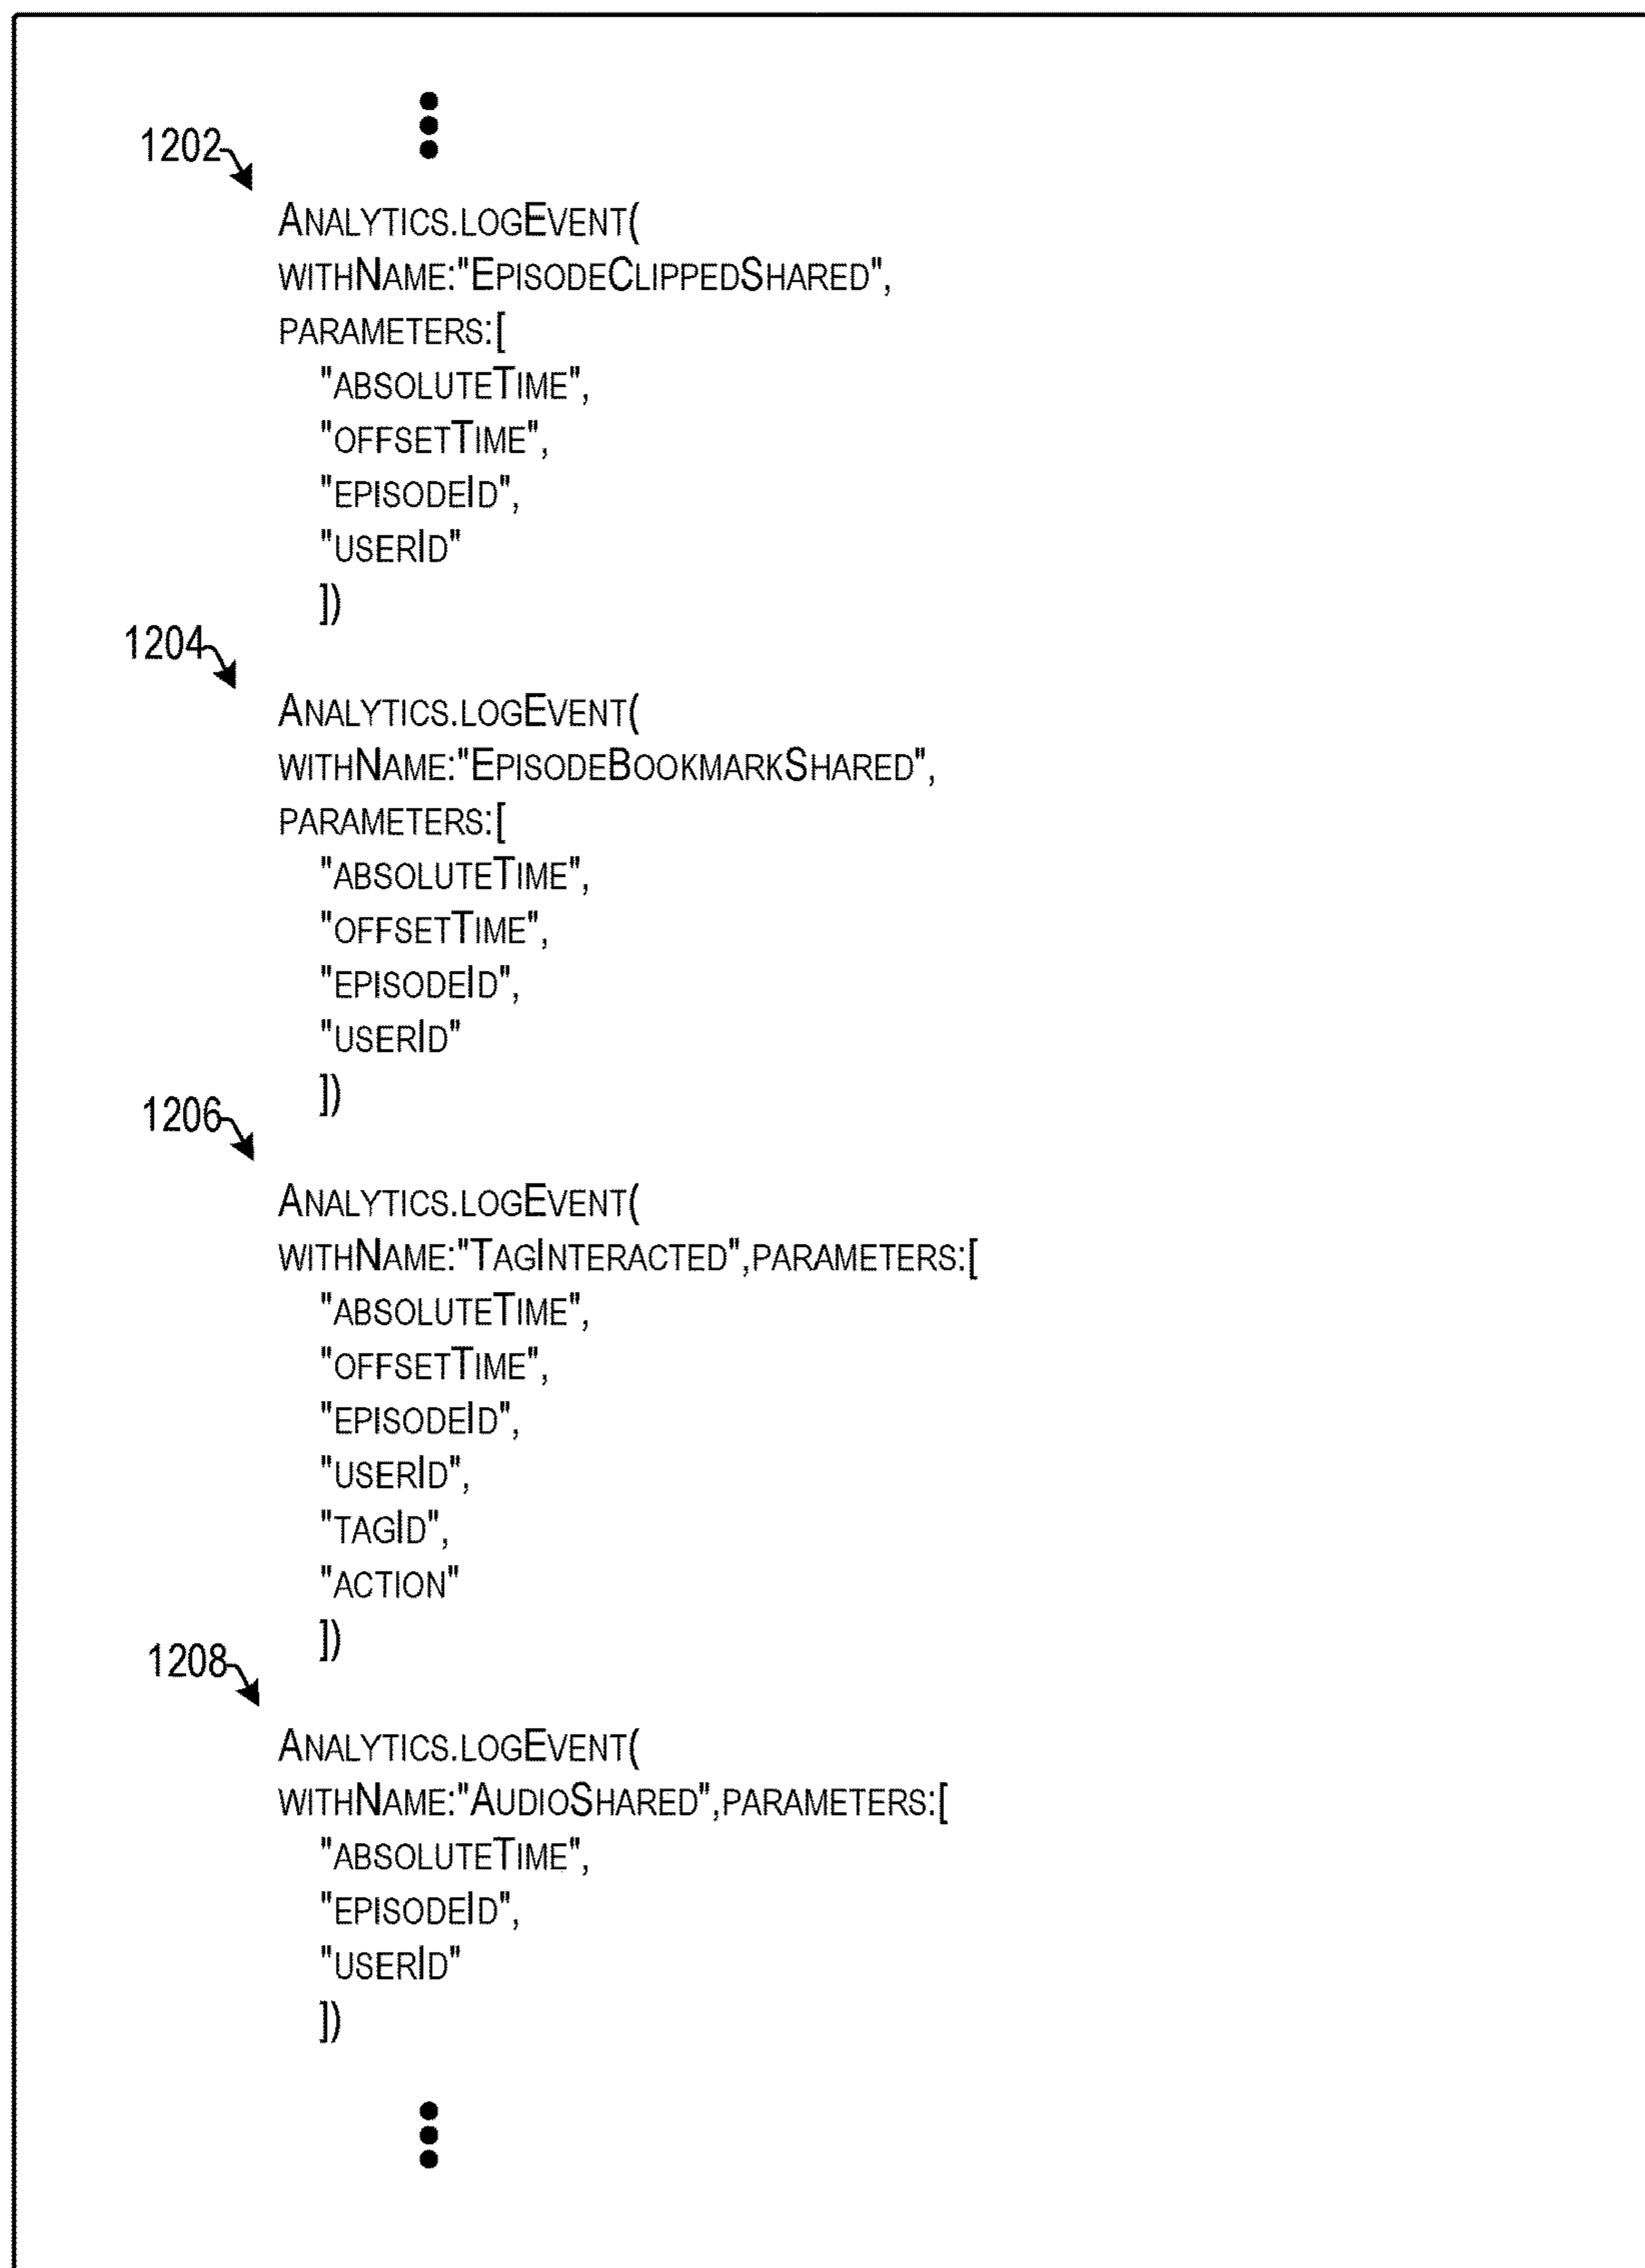 1202
Analytics.logEvent(
withName:"EpisodeClippedShared",
parameters:[
"absoluteTime",
"offsetTime",
"episodeId",
"userId"
])
1204
Analytics.logEvent(
withName:"EpisodeBookmarkShared",
parameters:[
"absoluteTime",
"offsetTime",
"episodeId",
"userId"
])
1206
Analytics.logEvent(
withName:"TagInteracted",parameters:[
"absoluteTime",
"offsetTime",
"episodeId",
"userId",
"tagId",
"action"
])
1208
Analytics.logEvent(
withName:"AudioShared",parameters:[
"absoluteTime",
"episodeId",
"userId"
])